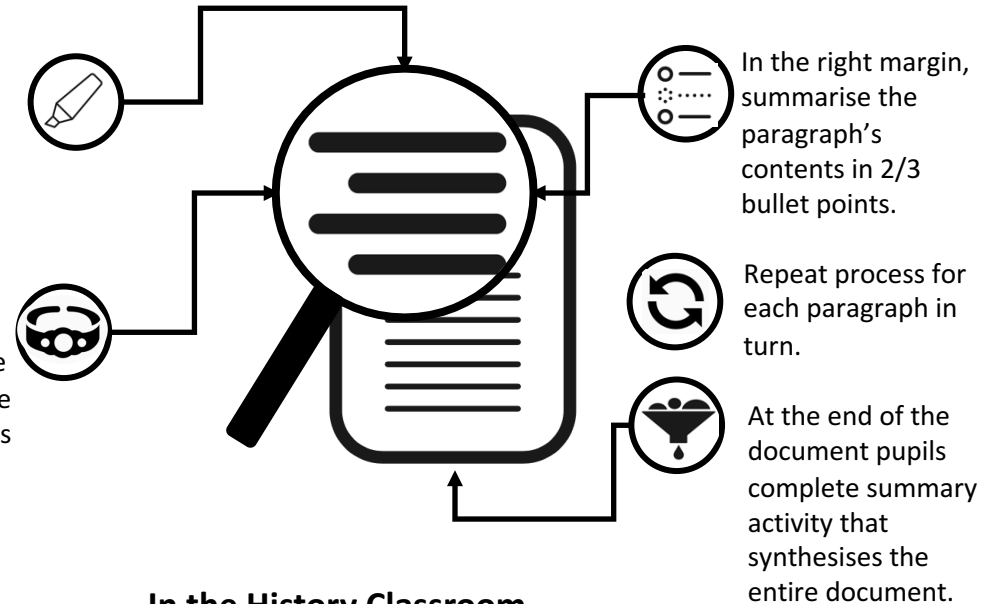 In the right margin,
summarise the
paragraph's
contents in 2/3
bullet points.
Repeat process for
each paragraph in
turn.
At the end of the
document pupils
complete summary
activity that
synthesises the
entire document.
In the History Classroom